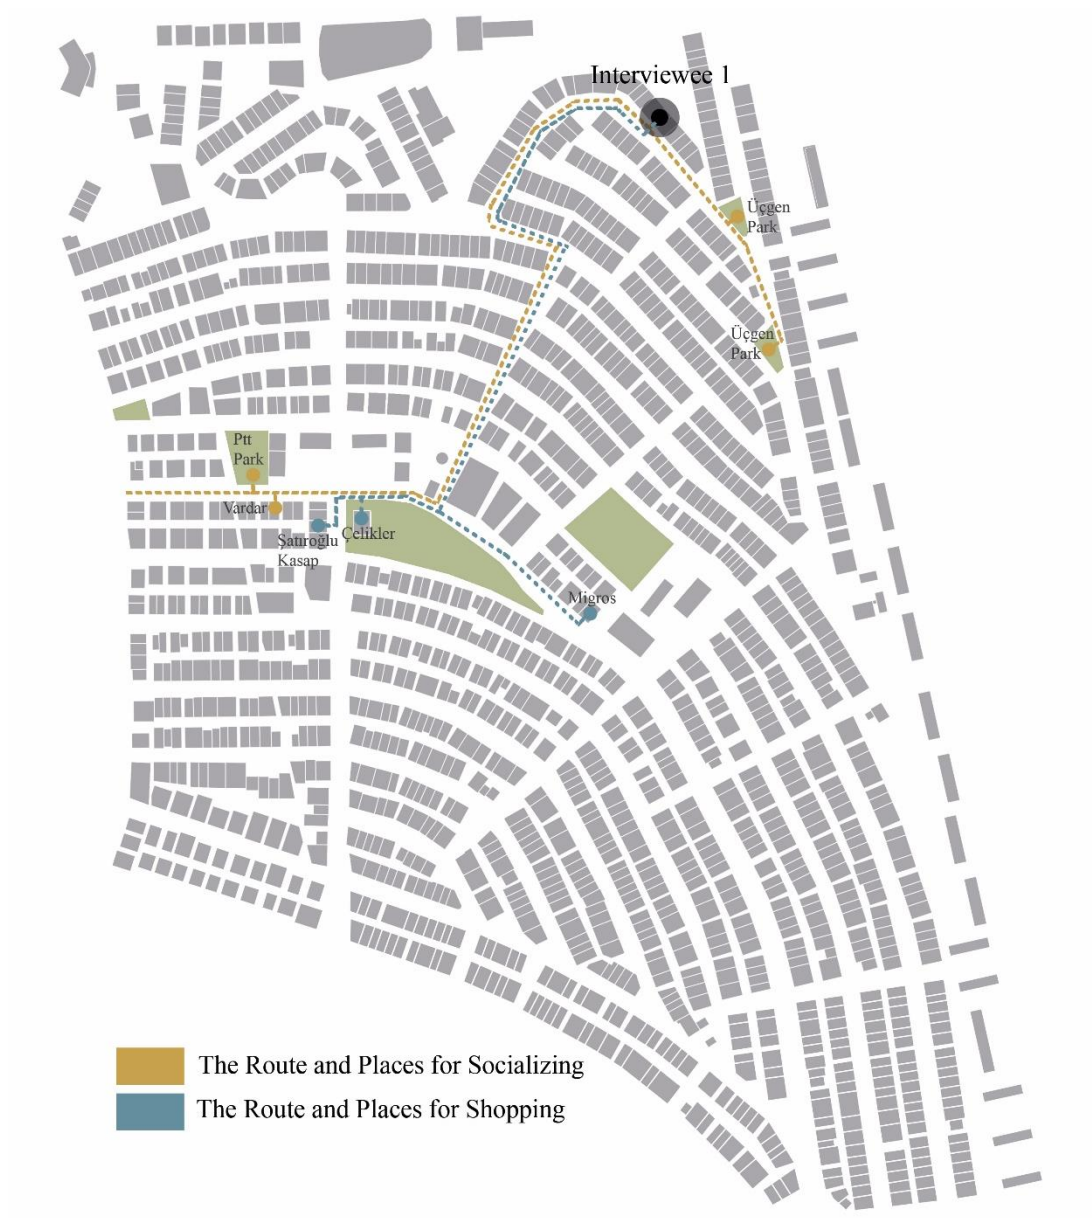 Interviewee 1
Üçgen
Park
Üçgen
Park
Ptt
Park
Vardar
Çelikler
Şatıroğlu
Kasap
Migros
The Route and Places for Socializing
The Route and Places for Shopping